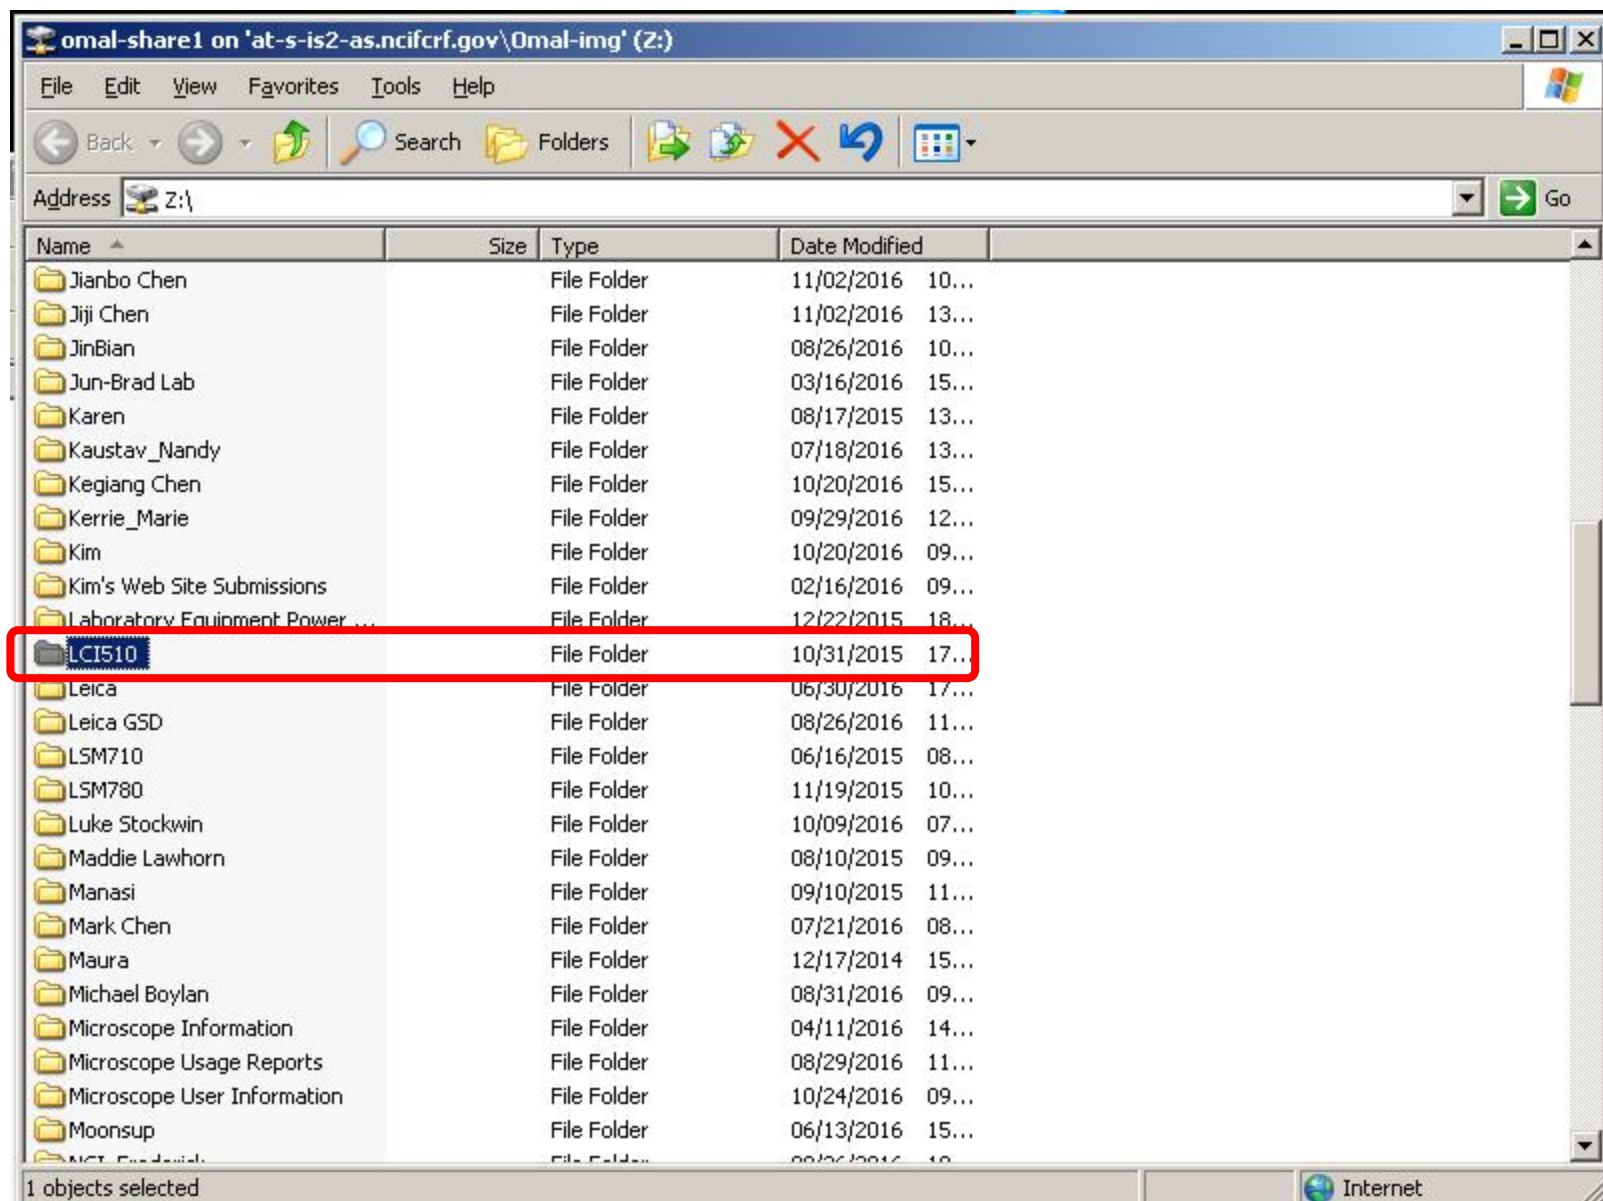 omal-share1 on 'at-s-is2-as.ncifcrf.gov\Omal-img' (Z:)
File Edit View Favorites Tools Help
Back Search Folders
Address Z:\ Go
Name Size Type Date Modified
Jianbo Chen File Folder 11/02/2016 10...
Jiji Chen File Folder 11/02/2016 13...
JinBian File Folder 08/26/2016 10...
Jun-Brad Lab File Folder 03/16/2016 15...
Karen File Folder 08/17/2015 13...
Kaustav_Nandy File Folder 07/18/2016 13...
Kegiang Chen File Folder 10/20/2016 15...
Kerrie_Marie File Folder 09/29/2016 12...
Kim File Folder 10/20/2016 09...
Kim's Web Site Submissions File Folder 02/16/2016 09...
Laboratory Equipment Power ... File Folder 12/22/2015 18...
LCI510 File Folder 10/31/2015 17...
Leica File Folder 06/30/2016 17...
Leica GSD File Folder 08/26/2016 11...
LSM710 File Folder 06/16/2015 08...
LSM780 File Folder 11/19/2015 10...
Luke Stockwin File Folder 10/09/2016 07...
Maddie Lawhorn File Folder 08/10/2015 09...
Manasi File Folder 09/10/2015 11...
Mark Chen File Folder 07/21/2016 08...
Maura File Folder 12/17/2014 15...
Michael Boylan File Folder 08/31/2016 09...
Microscope Information File Folder 04/11/2016 14...
Microscope Usage Reports File Folder 08/29/2016 11...
Microscope User Information File Folder 10/24/2016 09...
Moonsup File Folder 06/13/2016 15...
File Folder
1 objects selected Internet